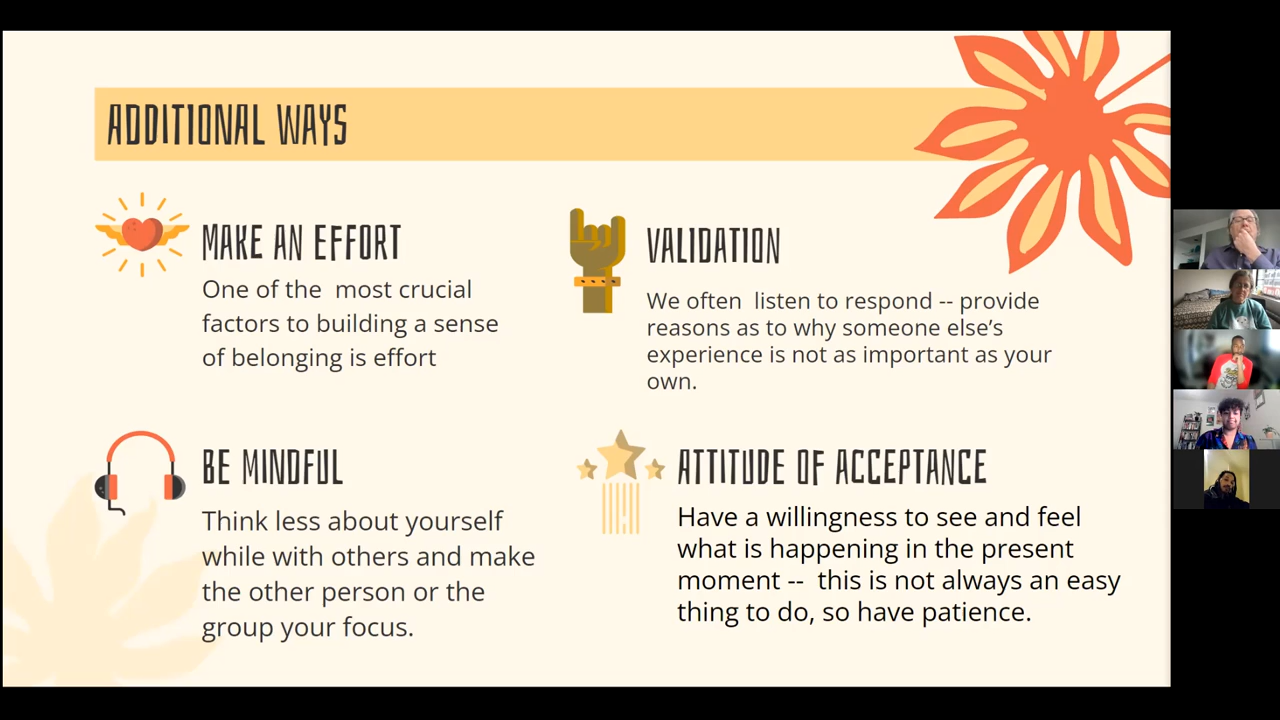 ADDITIONAL WAYS
MAKE AN EFFORT
One of the  most crucial
factors to building a sense
of belonging is effort
VALIDATION
We often  listen to respond -- provide
reasons as to why someone else’s
experience is not as important as your
own.
BE MINDFUL
Think less about yourself
while with others and make
the other person or the
group your focus.
ATTITUDE OF ACCEPTANCE
Have a willingness to see and feel
what is happening in the present
moment --  this is not always an easy
thing to do, so have patience.